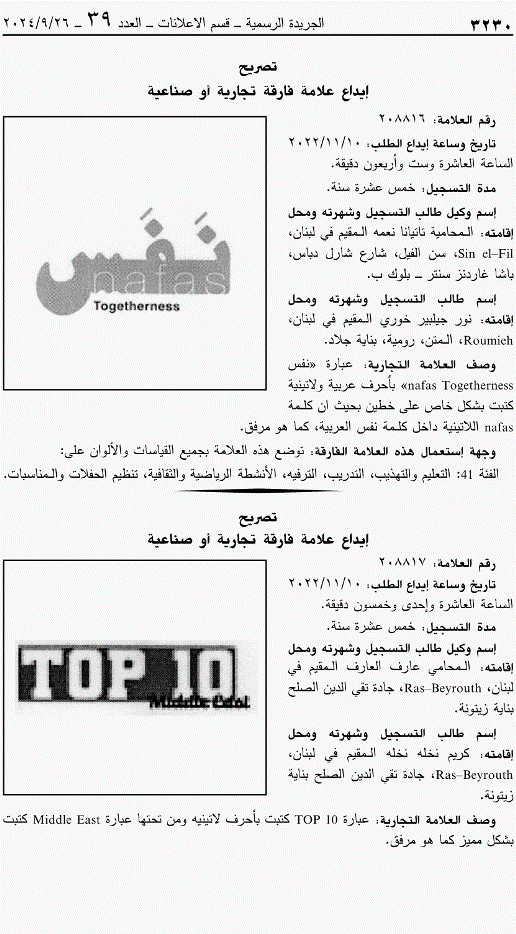 ٣٢٣٠ الجريدة الرسمية ــ قسم الاعلانات ــ العدد ٣٩ ــ ٢٠٢٤/٩/٢٦
تصريح
إيداع علامة فارقة تجارية أو صناعية
رقم العلامة: ٢٠٨٨١٦
تاريخ وساعة إيداع الطلب: ٢٠٢٢/١١/١٠
الساعة العاشرة وست وأربعون دقيقة.
مدة التسجيل: خمس عشرة سنة.
إسم وكيل طالب التسجيل وشهرته ومحل
إقامته: المحامية تاتيانا نعمه المقيم في لبنان،
Sin el–Fil، سن الفيل، شارع شارل دباس،
باشا غاردنز سنتر ــ بلوك ب.
إسم طالب التسجيل وشهرته ومحل
إقامته: نور جيلبير خوري المقيم في لبنان،
Roumieh، المتن، رومية، بناية جلاد.
وصف العلامة التجارية: عبارة «نفس
nafas Togetherness» بأحرف عربية ولاتينية
كتبت بشكل خاص على خطين بحيث ان كلمة
nafas اللاتينية داخل كلمة نفس العربية، كما هو مرفق.
نَفَس
nafas
Togetherness
وجهة إستعمال هذه العلامة الفارقة: توضع هذه العلامة بجميع القياسات والألوان على:
الفئة 41: التعليم والتهذيب، التدريب، الترفيه، الأنشطة الرياضية والثقافية، تنظيم الحفلات والمناسبات.
تصريح
إيداع علامة فارقة تجارية أو صناعية
رقم العلامة: ٢٠٨٨١٧
تاريخ وساعة إيداع الطلب: ٢٠٢٢/١١/١٠
الساعة العاشرة وإحدى وخمسون دقيقة.
مدة التسجيل: خمس عشرة سنة.
إسم وكيل طالب التسجيل وشهرته ومحل
إقامته: المحامي عارف العارف المقيم في
لبنان، Ras–Beyrouth، جادة تقي الدين الصلح
بناية زيتونة.
إسم طالب التسجيل وشهرته ومحل
إقامته: كريم نخله نخله المقيم في لبنان،
Ras–Beyrouth، جادة تقي الدين الصلح بناية
زيتونة.
TOP 10
Middle East
وصف العلامة التجارية: عبارة TOP 10 كتبت بأحرف لاتينيه ومن تحتها عبارة Middle East كتبت
بشكل مميز كما هو مرفق.